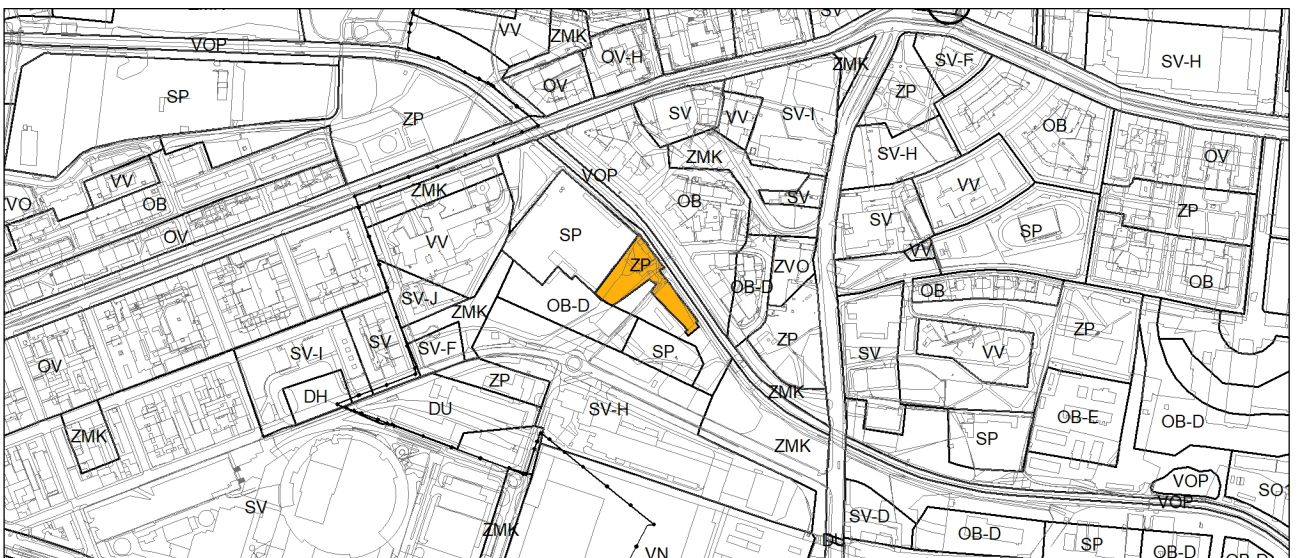 ZMK
VV
ZMK
SV
VOP
OV-H
OV
ZMK
SV-F
SV-H
SP
ZP
ZP
SV
VV
SV-I
OB
OV
SV-H
ZMK
VOP
VV
ZMK
VV
OB
OB
SV
ZP
ZVO
OV
VV
SP
SV
SP
ZP
VV
ZVO
OB-D
SV-J
OB-D
ZMK
OB
OB
ZP
SV-I
SV
SV-F
SP
ZP
SV
VV
OV
DH
DU
ZP
SV-H
ZMK
OB-E
OB-D
ZMK
ZMK
SP
SV
VOP
VOP
SO
SV-D
ZMK
VN
OB-D
SP
OB-D
OB-D